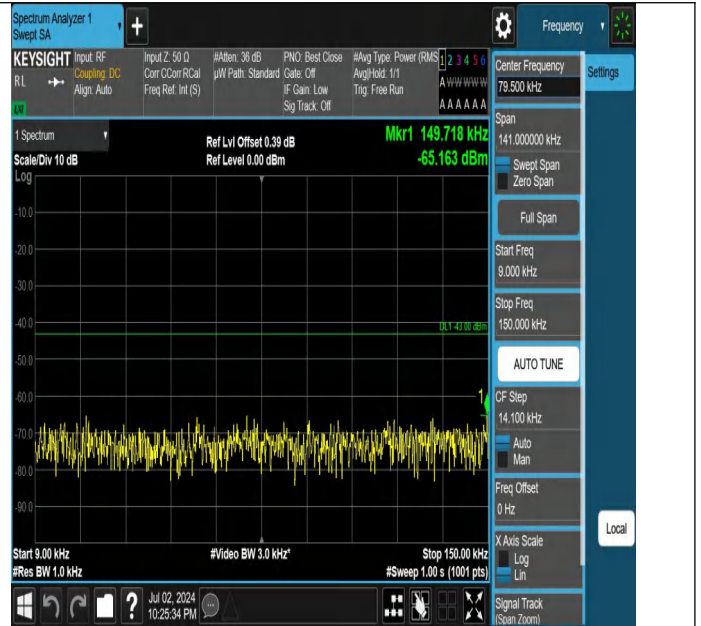 Spectrum Analyzer 1
Swept SA
+
Frequency
KEYSIGHT
RL
LXI
Input: RF
Coupling: DC
Align: Auto
Input Z: 50 Ω
Corr CCorr RCal
Freq Ref: Int (S)
#Atten: 36 dB
µW Path: Standard
PNO: Best Close
Gate: Off
IF Gain: Low
Sig Track: Off
#Avg Type: Power (RMS
Avg|Hold: 1/1
Trig: Free Run
1 2 3 4 5 6
A W W W W W
A A A A A A
1 Spectrum
Scale/Div 10 dB
Log
Ref Lvl Offset 0.39 dB
Ref Level 0.00 dBm
Mkr1 149.718 kHz
-65.163 dBm
-10.0
-20.0
-30.0
-40.0
DL1 -43.00 dBm
-50.0
-60.0
1
-70.0
-80.0
-90.0
Start 9.00 kHz
#Res BW 1.0 kHz
#Video BW 3.0 kHz*
Stop 150.00 kHz
#Sweep 1.00 s (1001 pts)
?
Jul 02, 2024
10:25:34 PM
Center Frequency
79.500 kHz
Settings
Span
141.000000 kHz
Swept Span
Zero Span
Full Span
Start Freq
9.000 kHz
Stop Freq
150.000 kHz
AUTO TUNE
CF Step
14.100 kHz
Auto
Man
Freq Offset
0 Hz
Local
X Axis Scale
Log
Lin
Signal Track
(Span Zoom)